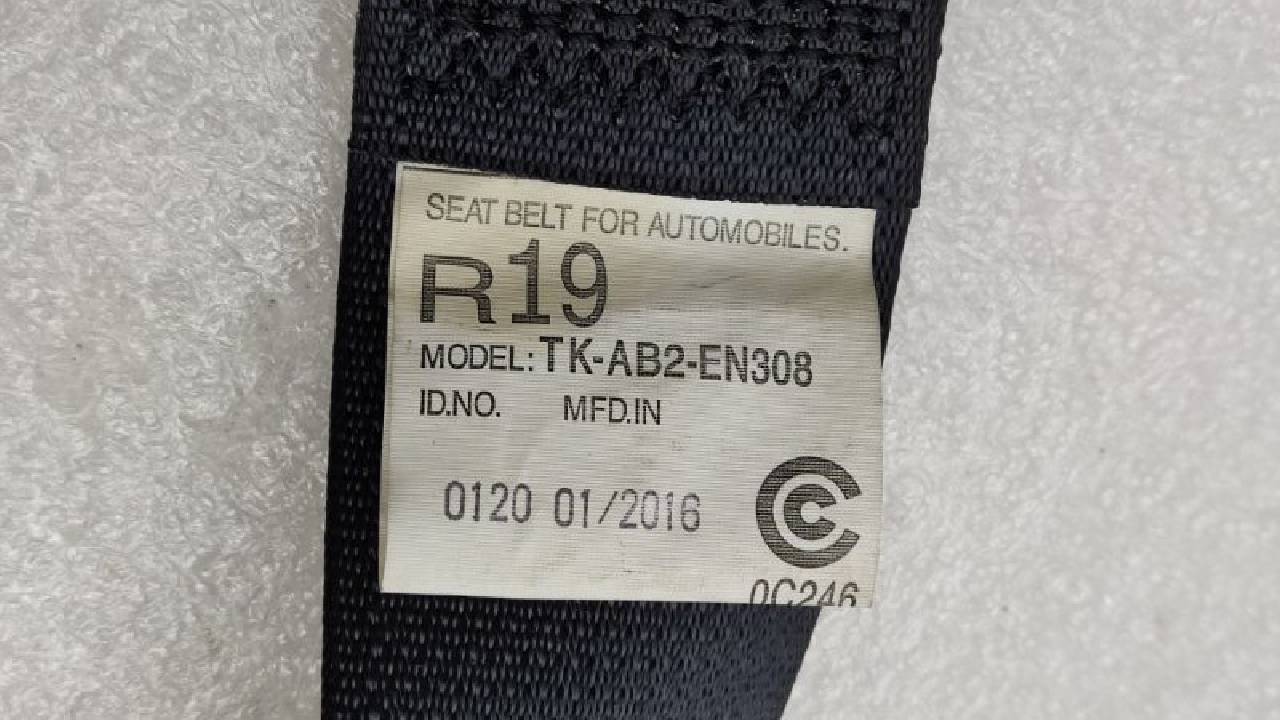 SEAT BELT FOR AUTOMOBILES.
R19
MODEL: TK-AB2-EN308
ID.NO. MFD.IN
0120 01/2016
0C246